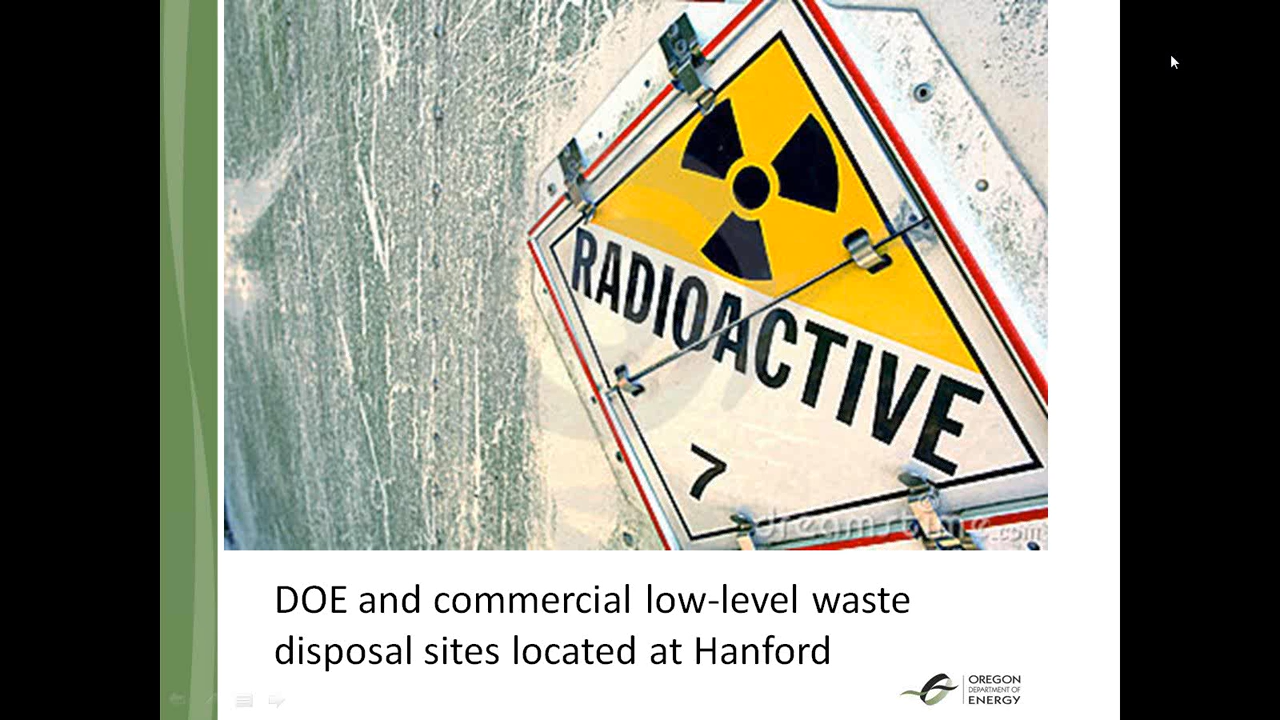 RADIOACTIVE
7
dreamstime.com
DOE and commercial low-level waste
disposal sites located at Hanford
OREGON
DEPARTMENT OF
ENERGY